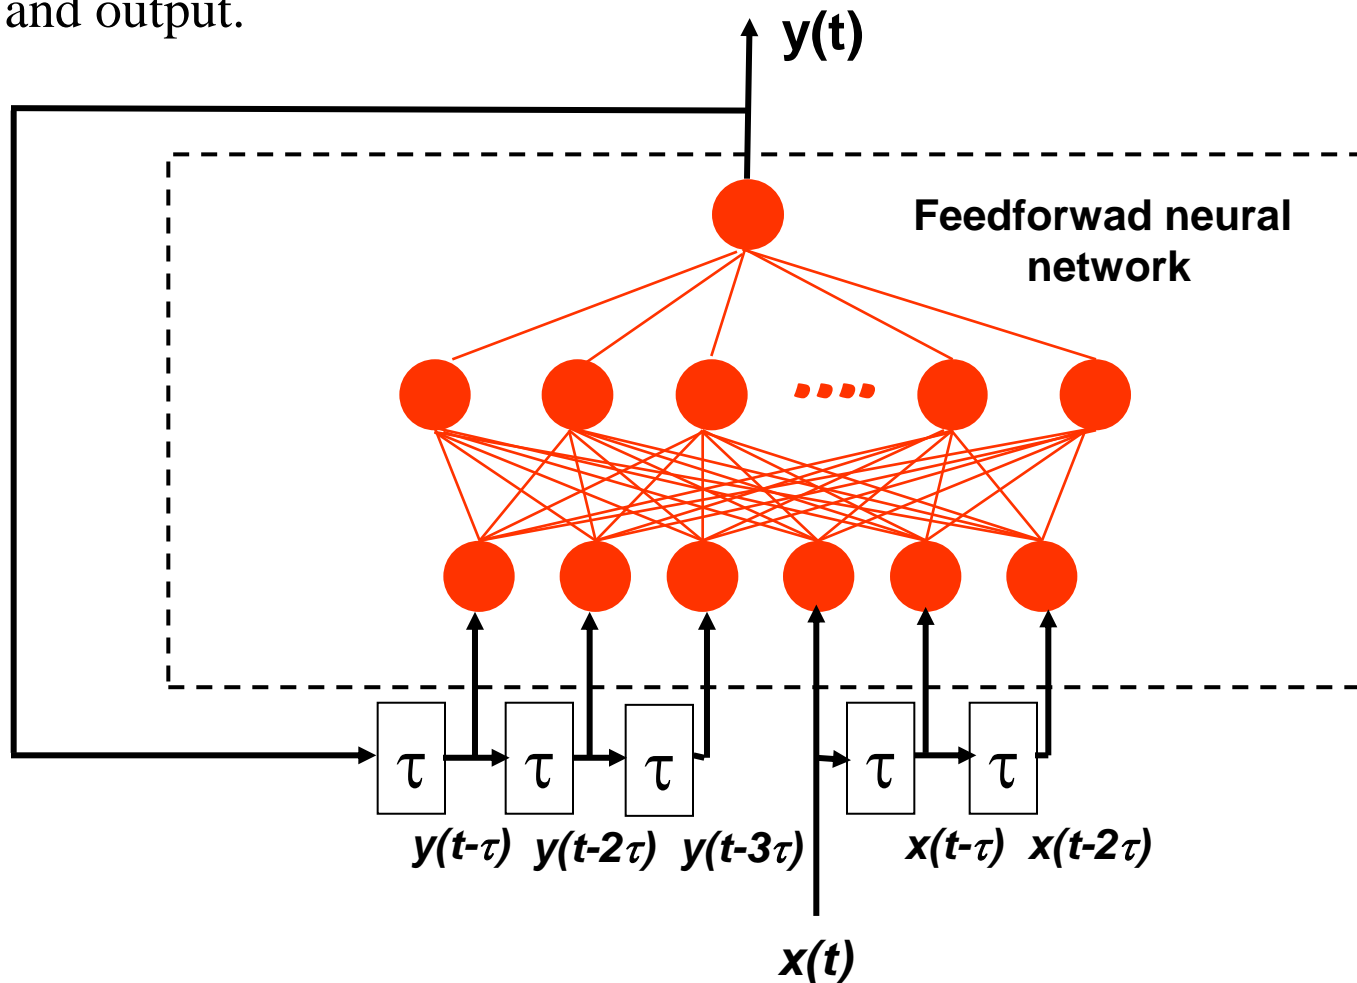 and output.
y(t)
Feedforwad neural
network
τ τ τ τ τ
y(t-τ) y(t-2τ) y(t-3τ) x(t-τ) x(t-2τ)
x(t)